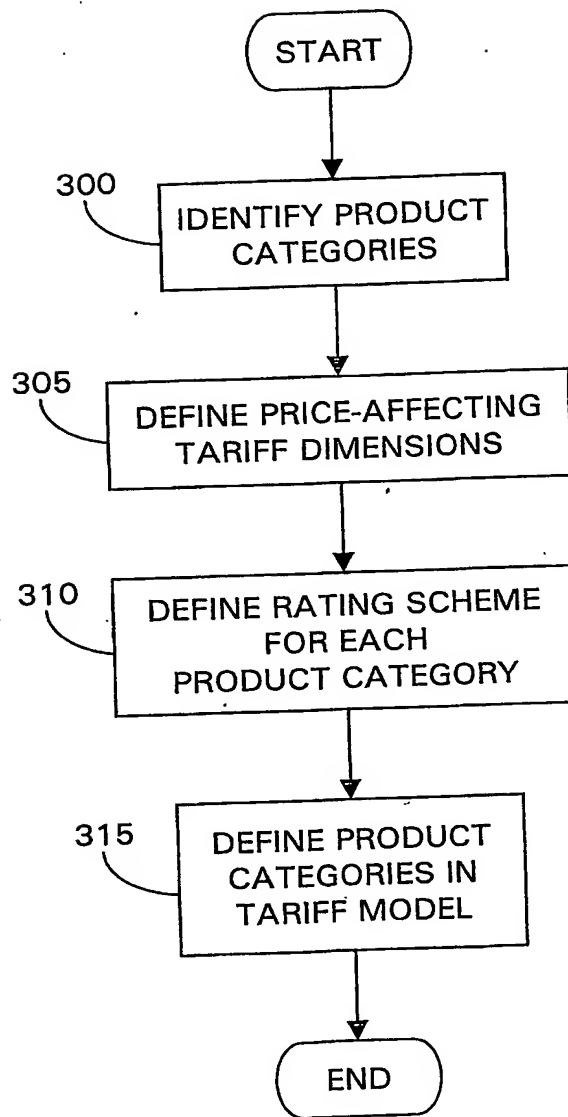 START
300
IDENTIFY PRODUCT
CATEGORIES
305
DEFINE PRICE-AFFECTING
TARIFF DIMENSIONS
310
DEFINE RATING SCHEME
FOR EACH
PRODUCT CATEGORY
315
DEFINE PRODUCT
CATEGORIES IN
TARIFF MODEL
END